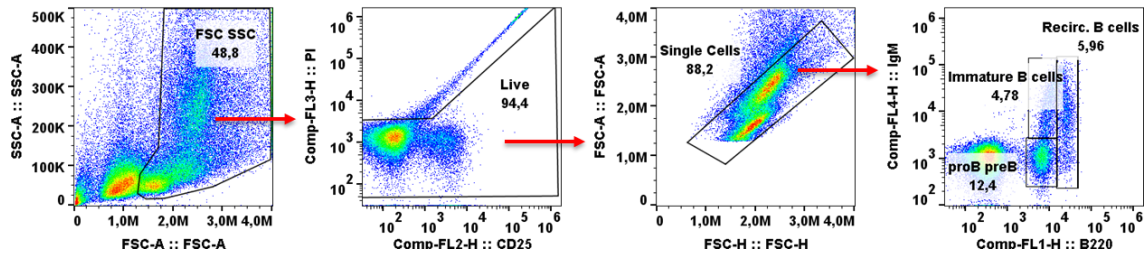 500K
400K
300K
200K
100K
0
SSC-A :: SSC-A
FSC SSC
48,8
0 1,0M 2,0M 3,0M 4,0M
FSC-A :: FSC-A
10^6
10^5
10^4
10^3
10^2
Comp-FL3-H :: PI
Live
94,4
10^2 10^3 10^4 10^5 10^6
Comp-FL2-H :: CD25
4,0M
3,0M
2,0M
1,0M
0
FSC-A :: FSC-A
Single Cells
88,2
0 1,0M 2,0M 3,0M 4,0M
FSC-H :: FSC-H
10^6
10^5
10^4
10^3
10^2
Comp-FL4-H :: IgM
Recirc. B cells
5,96
Immature B cells
4,78
proB preB
12,4
10^2 10^3 10^4 10^5 10^6
Comp-FL1-H :: B220